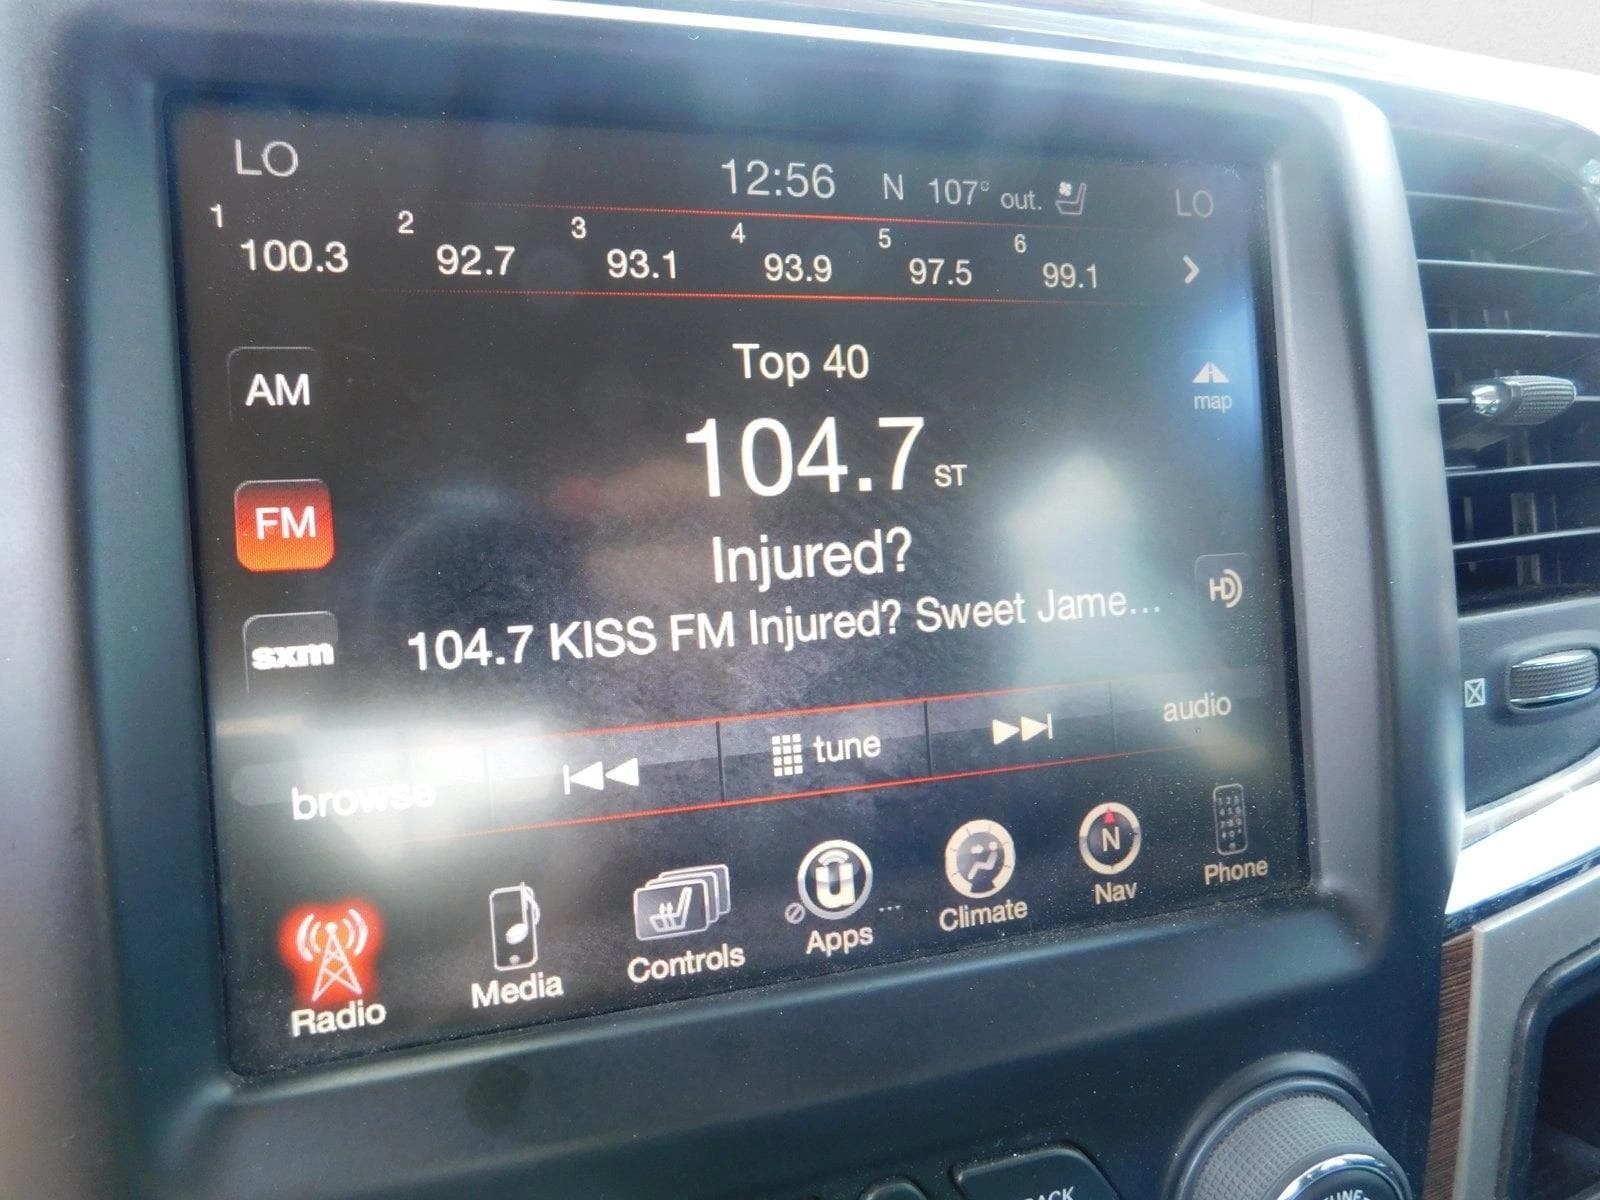 LO 12:56 N 107° out. LO
1 100.3 2 92.7 3 93.1 4 93.9 5 97.5 6 99.1
Top 40
AM
map
104.7 ST
FM
Injured?
HD
104.7 KISS FM Injured? Sweet Jame...
sxm
browse tune audio
Radio Media Controls Apps Climate N Nav Phone
TUNE